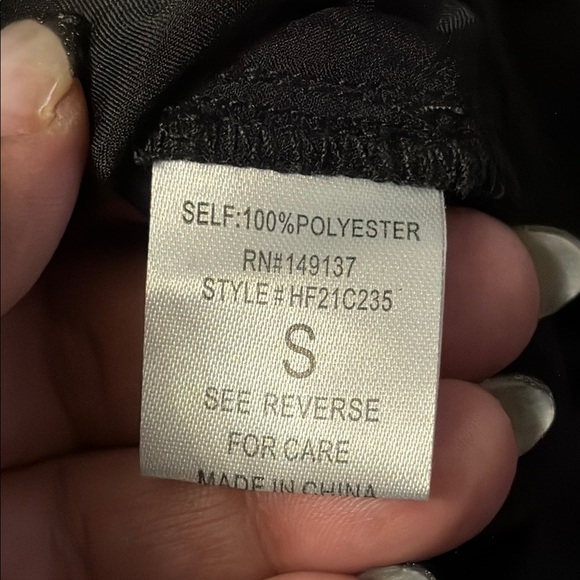 SELF:100%POLYESTER
RN#149137
STYLE#HF21C235
S
SEE REVERSE
FOR CARE
MADE IN CHINA